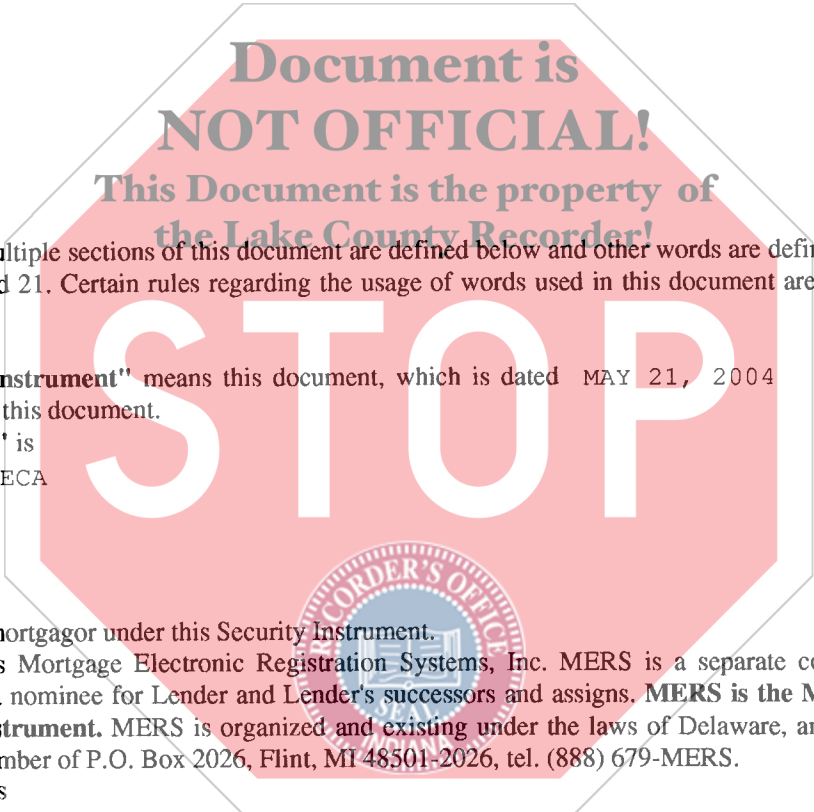 Document is
NOT OFFICIAL!
This Document is the property of
the Lake County Recorder!
ltiple sections of this document are defined below and other words are defin
d 21. Certain rules regarding the usage of words used in this document are
STOP
nstrument" means this document, which is dated MAY 21, 2004
this document.
" is
ECA
RECORDER'S OFFICE
mortgagor under this Security Instrument.
s Mortgage Electronic Registration Systems, Inc. MERS is a separate co
nominee for Lender and Lender's successors and assigns. MERS is the M
strument. MERS is organized and existing under the laws of Delaware, an
mber of P.O. Box 2026, Flint, MI 48501-2026, tel. (888) 679-MERS.
SEAL
INDIANA
s